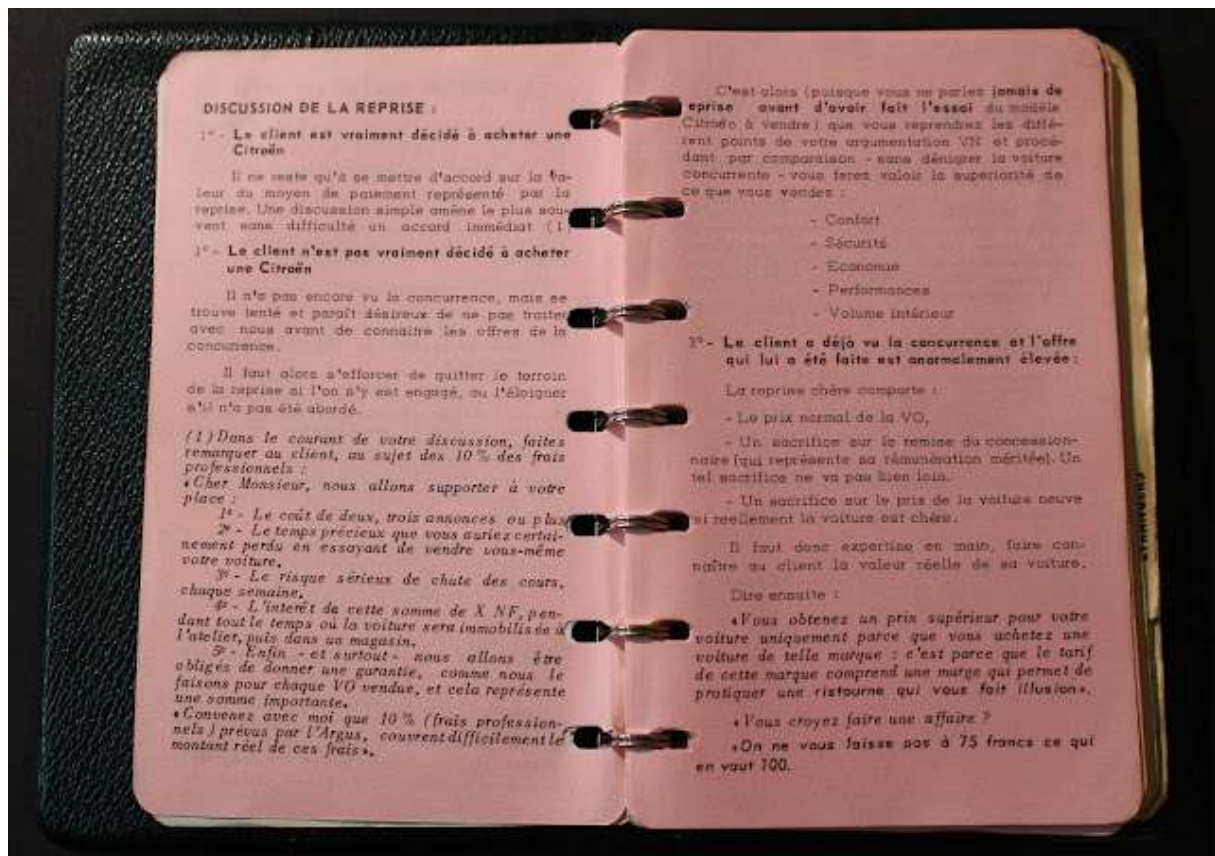 DISCUSSION DE LA REPRISE :
1° - Le client est vraiment décidé à acheter une
Citroën
Il ne reste qu'à se mettre d'accord sur la va-
leur du moyen de paiement représenté par la
reprise. Une discussion simple amène le plus sou-
vent sans difficulté un accord immédiat (1)
2° - Le client n'est pas vraiment décidé à acheter
une Citroën
Il n'a pas encore vu la concurrence, mais se
trouve tenté et paraît désireux de ne pas traiter
avec nous avant de connaitre les offres de la
concurrence.
Il faut alors s'efforcer de quitter le terrain
de la reprise si l'on n'y est engagé, ou l'éloigner
s'il n'a pas été abordé.
(1) Dans le courant de votre discussion, faites
remarquer au client, au sujet des 10 % des frais
professionnels :
«Cher Monsieur, nous allons supporter à votre
place :
1° - Le coût de deux, trois annonces ou plus
2° - Le temps précieux que vous auriez certai-
nement perdu en essayant de vendre vous-même
votre voiture.
3° - Le risque sérieux de chute des cours,
chaque semaine.
4° - L'interêt de cette somme de X NF, pen-
dant tout le temps ou la voiture sera immobilisée à
l'atelier, puis dans un magasin.
5° - Enfin - et surtout - nous allons être
obligés de donner une garantie, comme nous le
faisons pour chaque VO vendue, et cela représente
une somme importante.
«Convenez avec moi que 10 % (frais profession-
nels) prévus par l'Argus, couvrent difficilement le
montant réel de ces frais».
C'est alors (puisque vous ne parlez jamais de
eprise avant d'avoir fait l'essai du modèle
Citroën à vendre) que vous reprendrez les diffé-
rent points de votre argumentation VN et procé-
dant par comparaison - sans dénigrer la voiture
concurrente - vous ferez valoir la supériorité de
ce que vous vendez :
- Confort
- Sécurité
- Economie
- Performances
- Volume intérieur
3° - Le client a déjà vu la concurrence et l'offre
qui lui a été faite est anormalement élevée :
La reprise chère comporte :
- Le prix normal de la VO,
- Un sacrifice sur la remise du concession-
naire (qui représente sa rémunération méritée). Un
tel sacrifice ne va pas bien loin.
- Un sacrifice sur le prix de la voiture neuve
si reellement la voiture est chère.
Il faut donc expertise en main, faire con-
naître au client la valeur réelle de sa voiture.
Dire ensuite :
«Vous obtenez un prix supérieur pour votre
voiture uniquement parce que vous achetez une
voiture de telle marque : c'est parce que le tarif
de cette marque comprend une marge qui permet de
pratiquer une ristourne qui vous fait illusion».
«Vous croyez faire une affaire ?
«On ne vous laisse pas à 75 francs ce qui
en vaut 100.